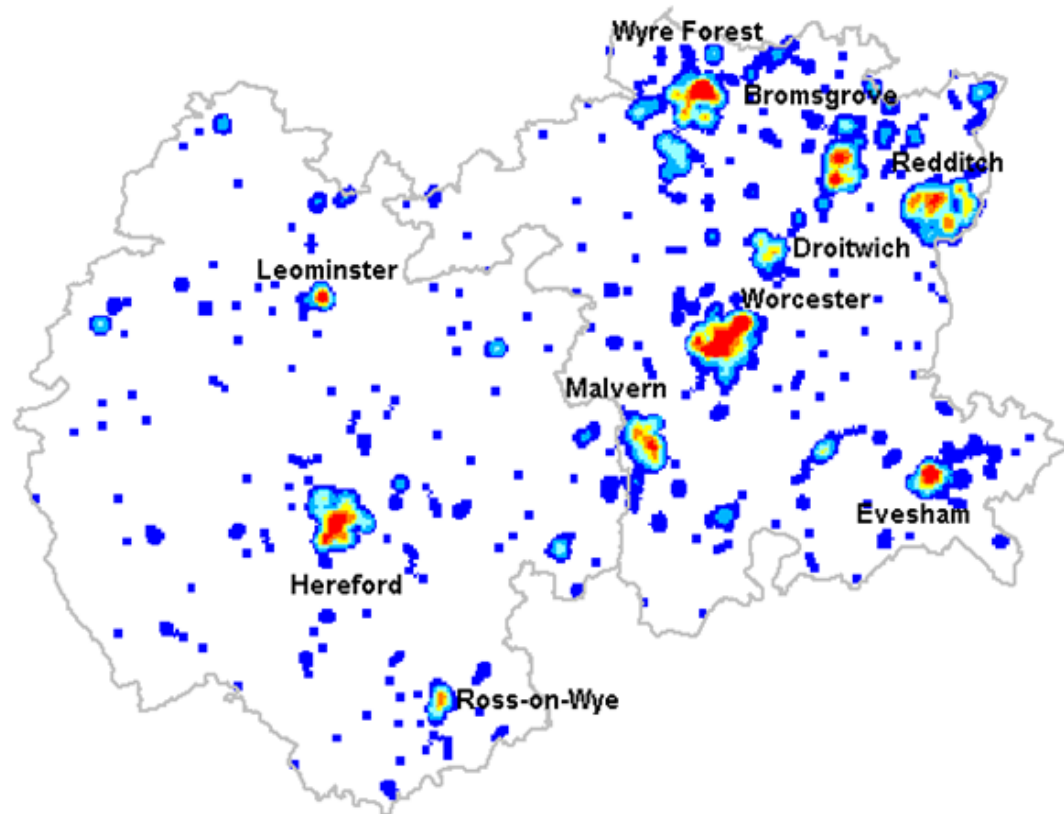 Wyre Forest
Bromsgrove
Redditch
Droitwich
Leominster
Worcester
Malvern
Evesham
Hereford
Ross-on-Wye